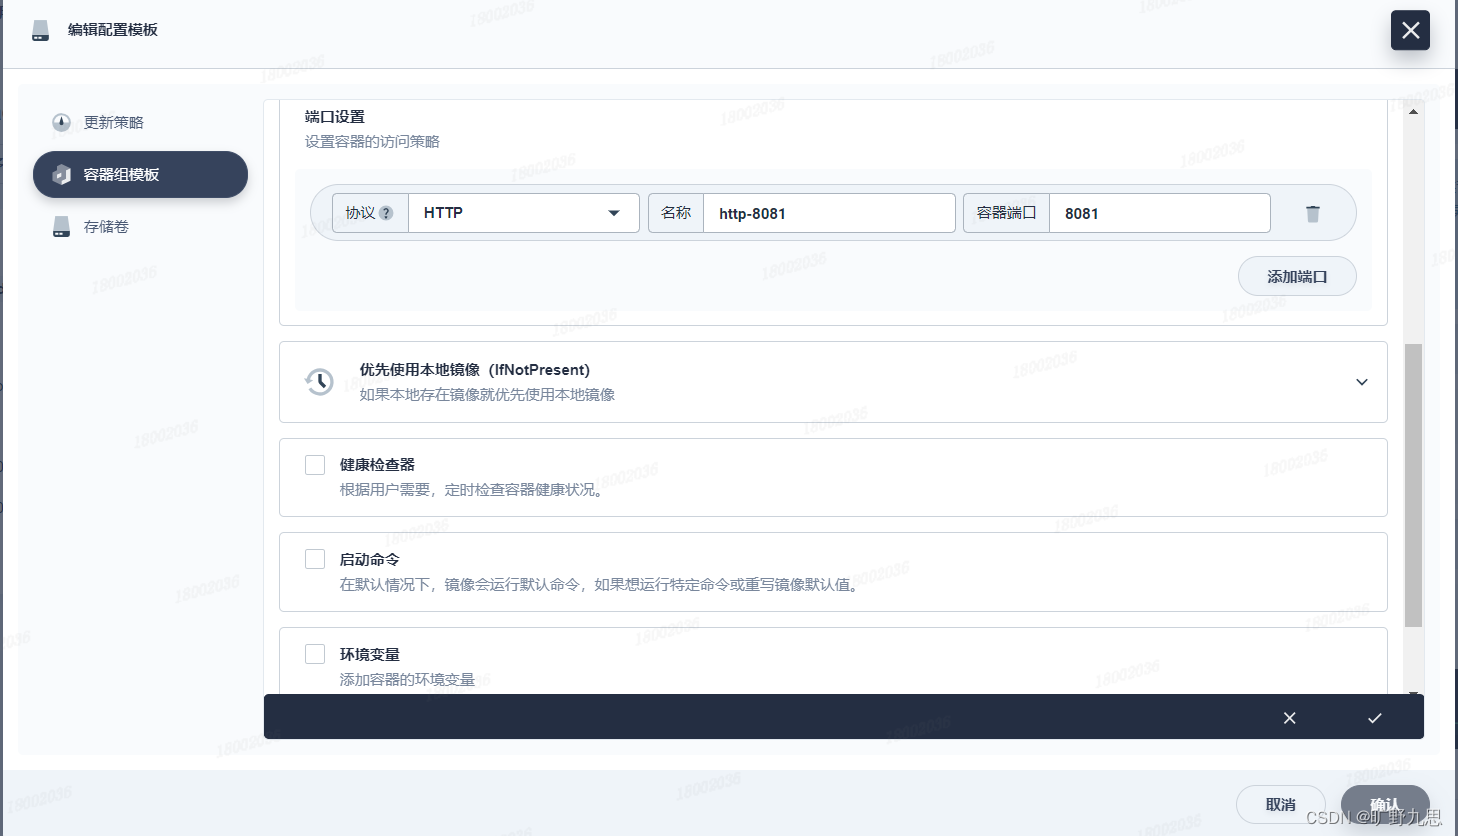 编辑配置模板
更新策略
容器组模板
存储卷
端口设置
设置容器的访问策略
协议 ? HTTP 名称 http-8081 容器端口 8081
添加端口
优先使用本地镜像（IfNotPresent）
如果本地存在镜像就优先使用本地镜像
健康检查器
根据用户需要，定时检查容器健康状况。
启动命令
在默认情况下，镜像会运行默认命令，如果想运行特定命令或重写镜像默认值。
环境变量
添加容器的环境变量
取消 确认
CSDN @旷野九思
18002036